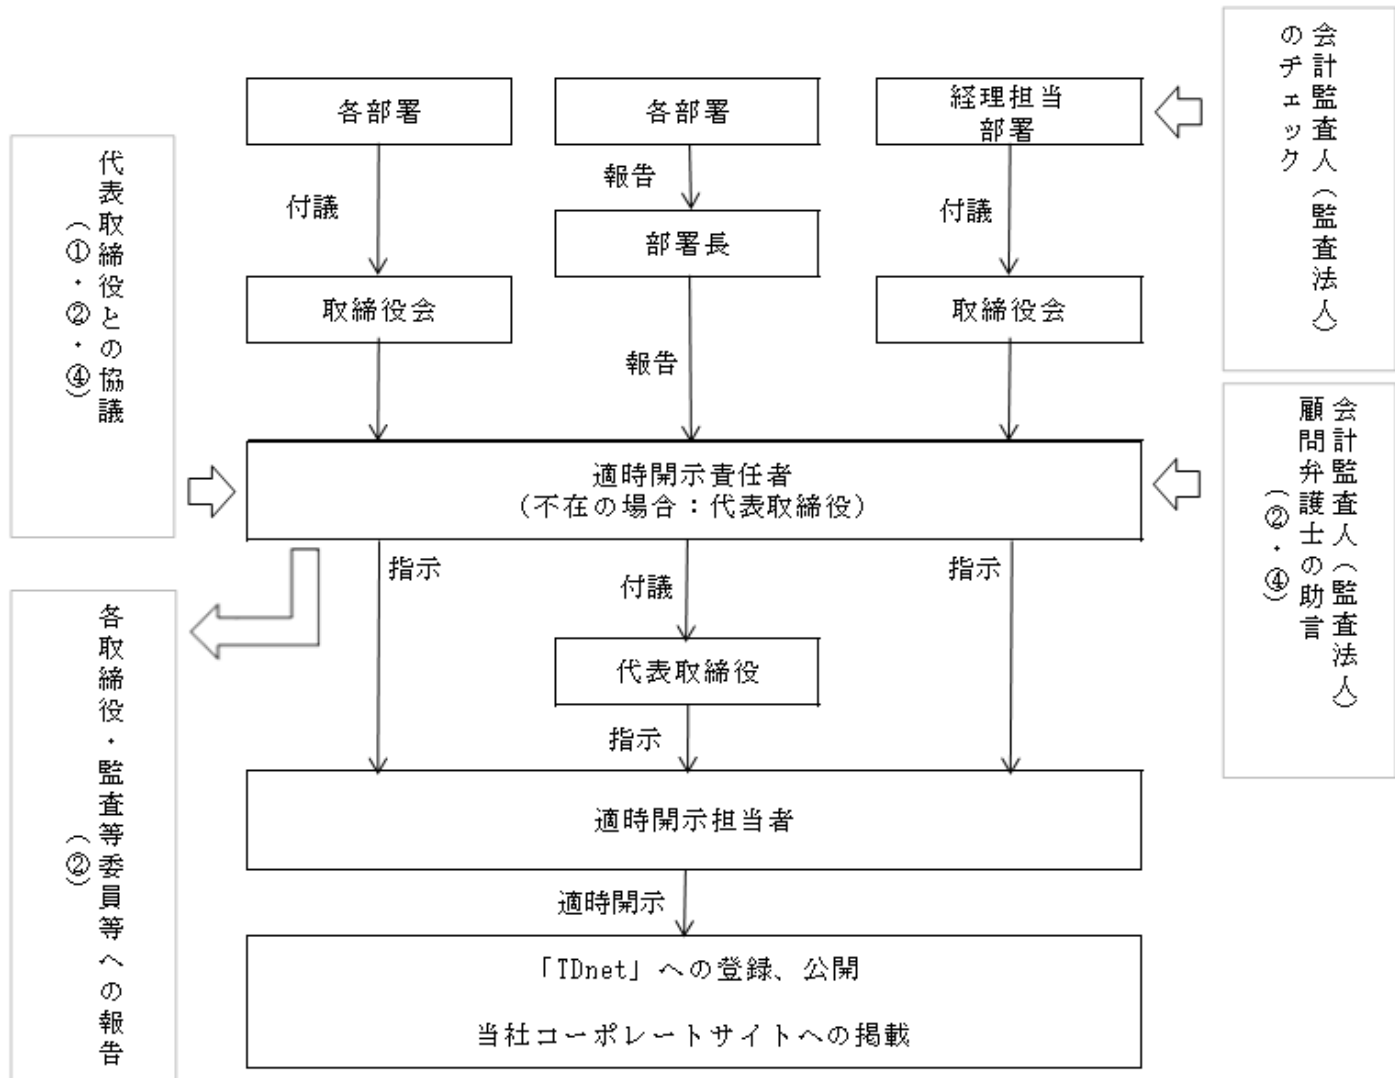 会計監査人（監査法人）
のチェック
各部署
各部署
経理担当
部署
代表取締役との協議
（①・②・④）
報告
付議
付議
部署長
取締役会
取締役会
報告
適時開示責任者
（不在の場合：代表取締役）
会計監査人（監査法人）
顧問弁護士の助言
（②・④）
指示
付議
指示
代表取締役
指示
各取締役・監査等委員等への報告
（②）
適時開示担当者
適時開示
「TDnet」への登録、公開
当社コーポレートサイトへの掲載